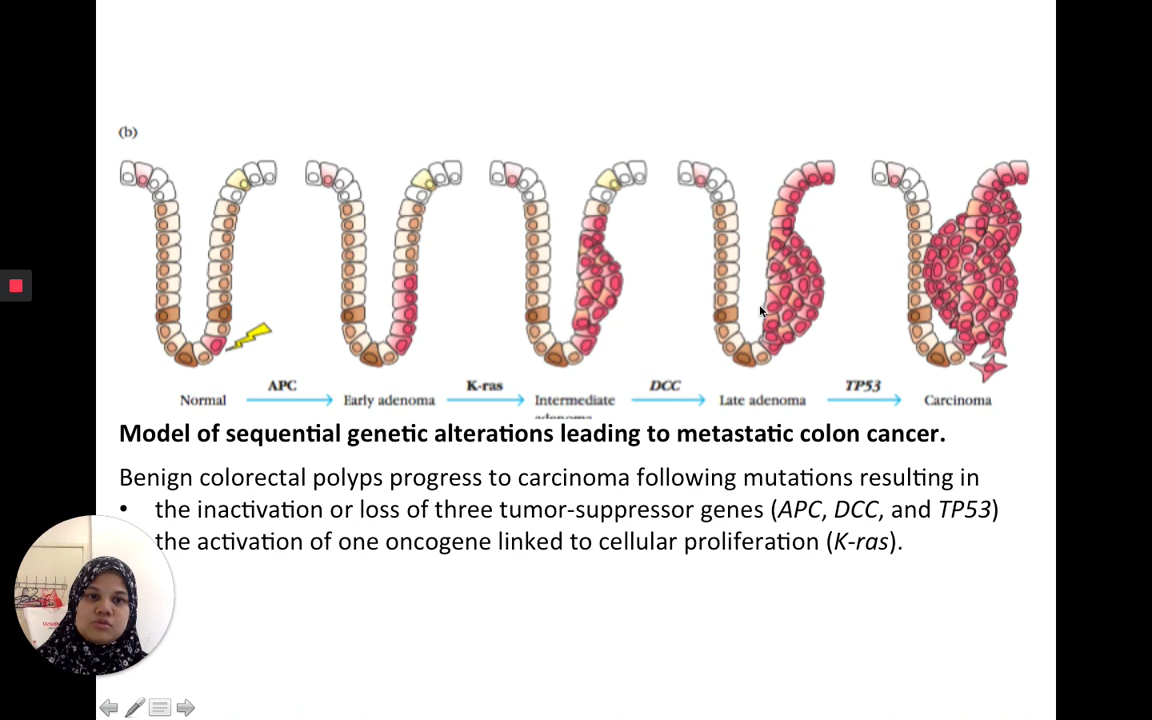 (b)
APC K-ras DCC TP53
Normal Early adenoma Intermediate Late adenoma Carcinoma
Model of sequential genetic alterations leading to metastatic colon cancer.
Benign colorectal polyps progress to carcinoma following mutations resulting in
• the inactivation or loss of three tumor-suppressor genes (APC, DCC, and TP53)
the activation of one oncogene linked to cellular proliferation (K-ras).